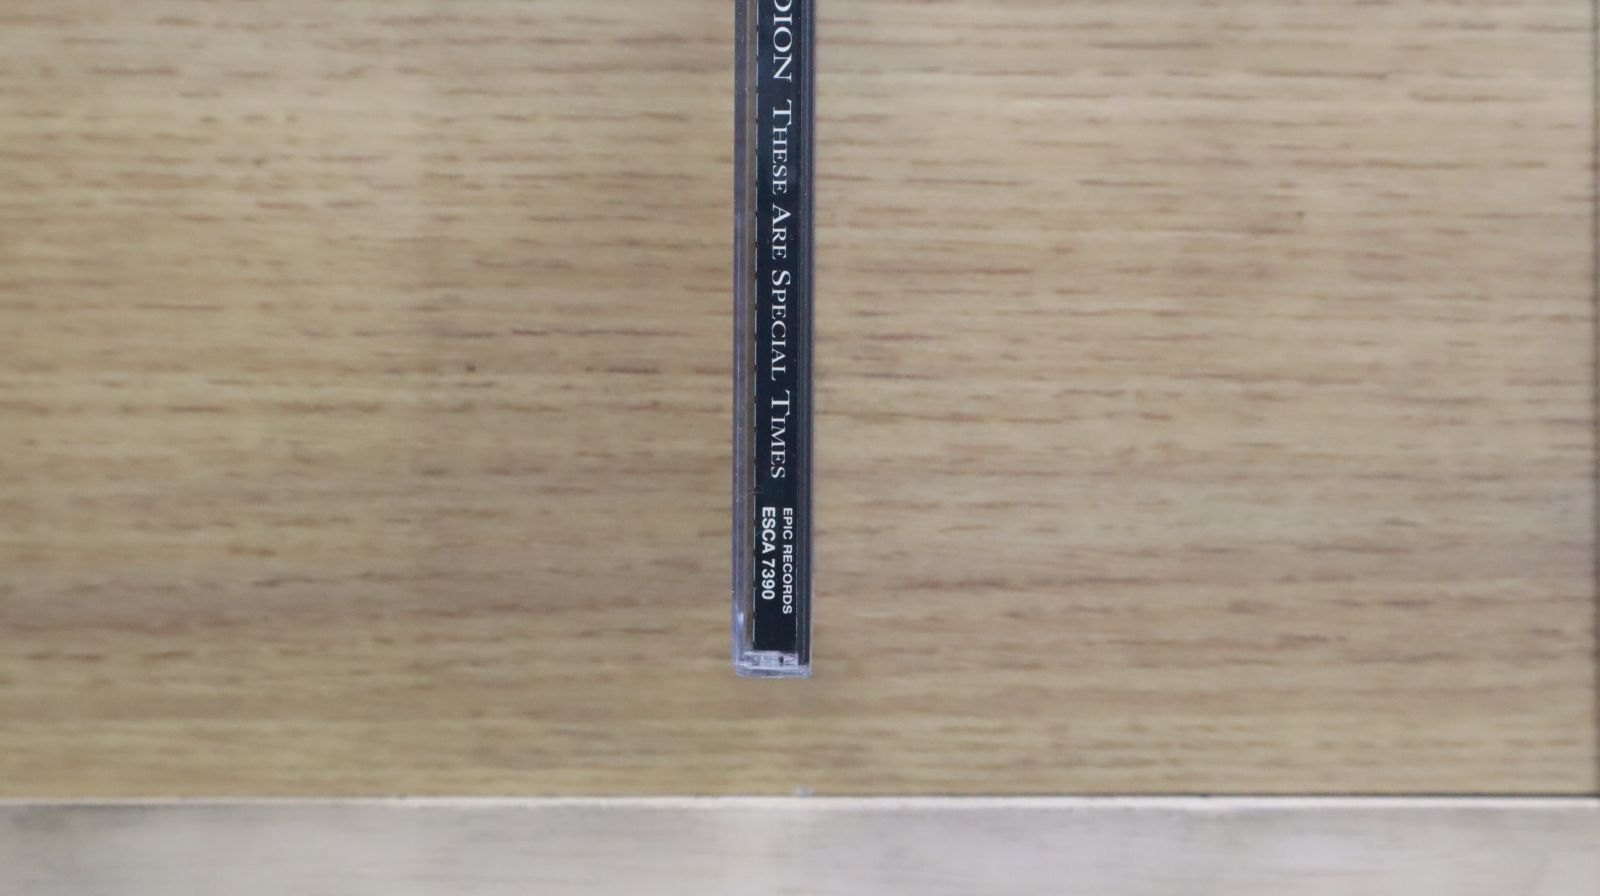 DION THESE ARE SPECIAL TIMES
EPIC RECORDS
ESCA 7390